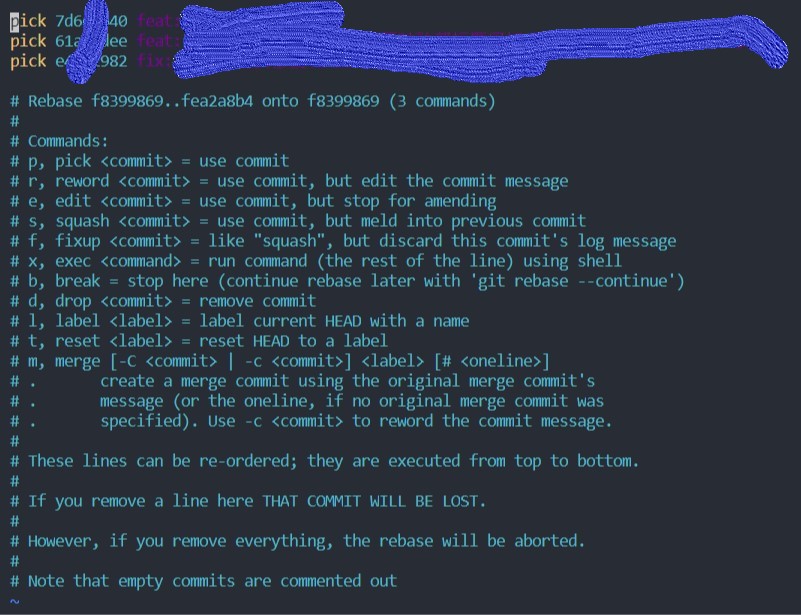 pick 7d6 40 feat:
pick 61a dee feat:
pick e 982 fix:
# Rebase f8399869..fea2a8b4 onto f8399869 (3 commands)
#
# Commands:
# p, pick <commit> = use commit
# r, reword <commit> = use commit, but edit the commit message
# e, edit <commit> = use commit, but stop for amending
# s, squash <commit> = use commit, but meld into previous commit
# f, fixup <commit> = like "squash", but discard this commit's log message
# x, exec <command> = run command (the rest of the line) using shell
# b, break = stop here (continue rebase later with 'git rebase --continue')
# d, drop <commit> = remove commit
# l, label <label> = label current HEAD with a name
# t, reset <label> = reset HEAD to a label
# m, merge [-C <commit> | -c <commit>] <label> [# <oneline>]
# . create a merge commit using the original merge commit's
# . message (or the oneline, if no original merge commit was
# . specified). Use -c <commit> to reword the commit message.
#
# These lines can be re-ordered; they are executed from top to bottom.
#
# If you remove a line here THAT COMMIT WILL BE LOST.
#
# However, if you remove everything, the rebase will be aborted.
#
# Note that empty commits are commented out
~